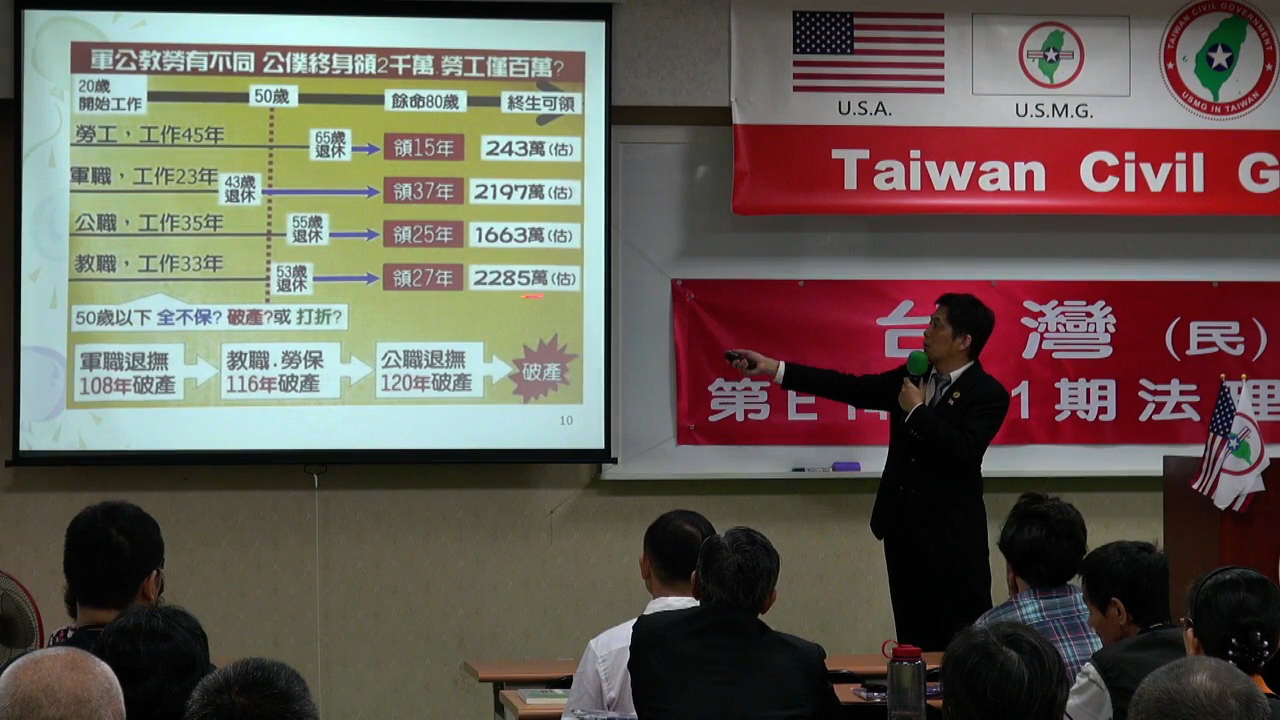 軍公教勞有不同 公僕終身領2千萬.勞工僅百萬?
20歲
開始工作
50歲
餘命80歲
終生可領
勞工,工作45年
65歲
退休
領15年
243萬(估)
軍職,工作23年
43歲
退休
領37年
2197萬(估)
公職,工作35年
55歲
退休
領25年
1663萬(估)
教職,工作33年
53歲
退休
領27年
2285萬(估)
50歲以下 全不保? 破產?或 打折?
軍職退撫
108年破產
教職.勞保
116年破產
公職退撫
120年破產
破產
10
U.S.A.
U.S.M.G.
TAIWAN CIVIL GOVERNMENT
USMG IN TAIWAN
Taiwan Civil G
台灣(民)
第 1期法理